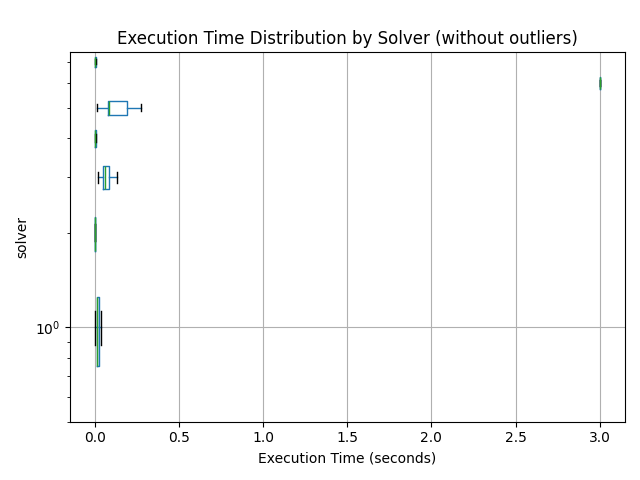 Execution Time Distribution by Solver (without outliers)
solver
10⁰
0.0 0.5 1.0 1.5 2.0 2.5 3.0
Execution Time (seconds)